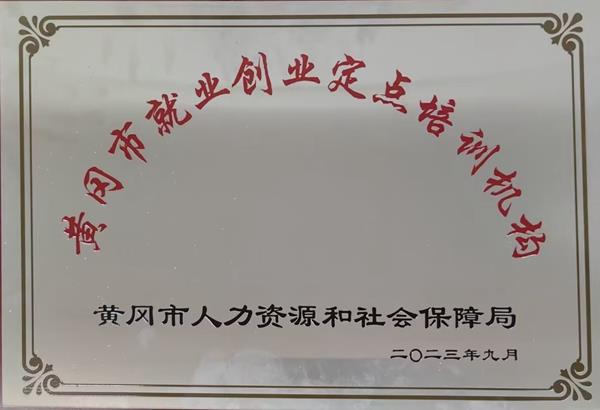 黄冈市就业创业定点培训机构
黄冈市人力资源和社会保障局
二〇二三年九月